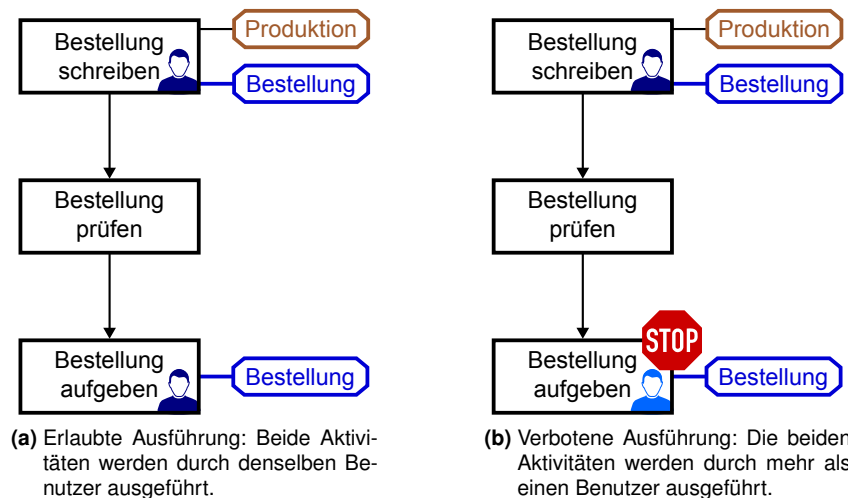 Bestellung
schreiben
Produktion
Bestellung
Bestellung
prüfen
Bestellung
aufgeben
Bestellung
(a) Erlaubte Ausführung: Beide Aktivi-
täten werden durch denselben Be-
nutzer ausgeführt.
Bestellung
schreiben
Produktion
Bestellung
Bestellung
prüfen
STOP
Bestellung
aufgeben
Bestellung
(b) Verbotene Ausführung: Die beiden
Aktivitäten werden durch mehr als
einen Benutzer ausgeführt.